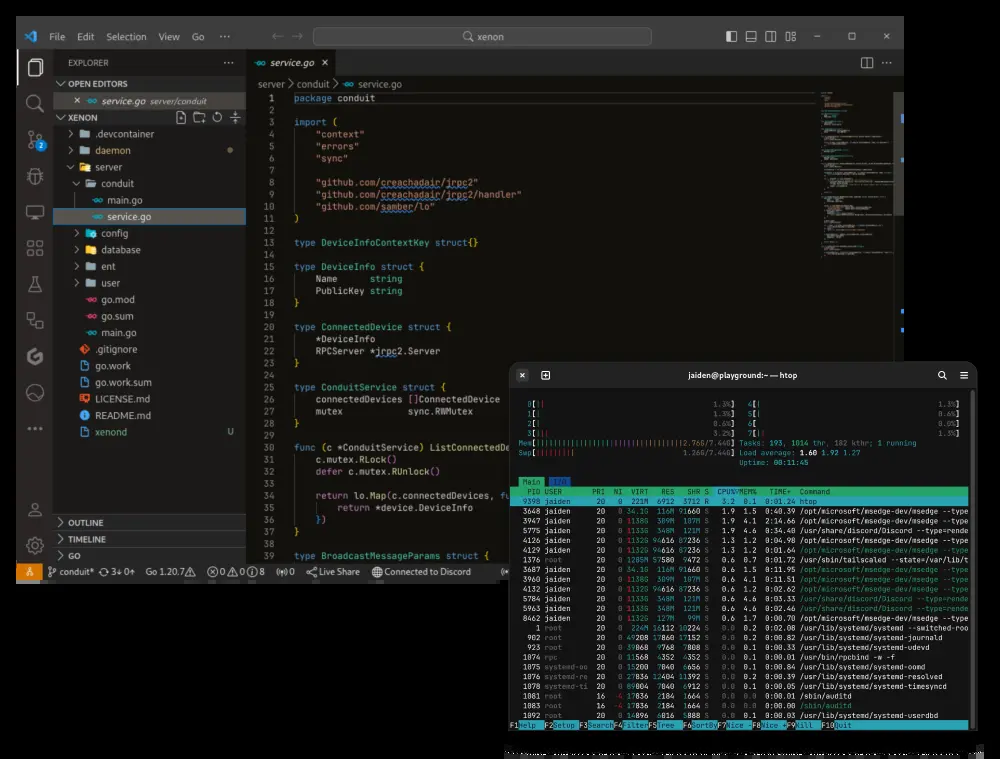 File Edit Selection View Go ···
xenon
EXPLORER
OPEN EDITORS
service.go server/conduit
XENON
.devcontainer
daemon
server
conduit
main.go
service.go
config
database
ent
user
go.mod
go.sum
main.go
.gitignore
go.work
go.work.sum
LICENSE.md
README.md
xenond U
OUTLINE
TIMELINE
GO
2
service.go
server > conduit > service.go
1 package conduit
2
3 import (
4 "context"
5 "errors"
6 "sync"
7
8 "github.com/creachadair/jrpc2"
9 "github.com/creachadair/jrpc2/handler"
10 "github.com/samber/lo"
11 )
12
13 type DeviceInfoContextKey struct{}
14
15 type DeviceInfo struct {
16 Name string
17 PublicKey string
18 }
19
20 type ConnectedDevice struct {
21 *DeviceInfo
22 RPCServer *jrpc2.Server
23 }
24
25 type ConduitService struct {
26 connectedDevices []ConnectedDevice
27 mutex sync.RWMutex
28 }
29
30 func (c *ConduitService) ListConnectedDe
31 c.mutex.RLock()
32 defer c.mutex.RUnlock()
33
34 return lo.Map(c.connectedDevices, fu
35 return *device.DeviceInfo
36 })
37 }
38
39 type BroadcastMessageParams struct {
conduit* 3↓ 0↑ Go 1.20.7 0 0 8 0 Live Share Connected to Discord
jaiden@playground:~ — htop
0[ 1.3%] 4[ 1.3%]
1[ 0.6%]
2[ 0.6%] 6[ 0.0%]
3[ 3.2%] 7[ 1.3%]
Mem[ 2.76G/7.44G] Tasks: 193, 1014 thr, 182 kthr; 1 running
Swp[ 1.26G/7.44G] Load average: 1.60 1.92 1.27
Uptime: 00:11:45
Main I/O
PID USER PRI NI VIRT RES SHR S CPU% MEM% TIME+ Command
9398 jaiden 20 0 221M 6912 3712 R 3.2 0.1 0:01.24 htop
3648 jaiden 20 0 34.1G 116M 91660 S 1.9 1.5 0:40.39 /opt/microsoft/msedge-dev/msedge --type
3947 jaiden 20 0 1138G 309M 107M S 1.9 4.1 2:14.66 /opt/microsoft/msedge-dev/msedge --type
5775 jaiden 20 0 1133G 348M 121M S 1.9 4.6 0:34.40 /usr/share/discord/Discord --type=rende
4126 jaiden 20 0 1132G 94616 87236 S 1.3 1.2 0:04.98 /opt/microsoft/msedge-dev/msedge --type
4129 jaiden 20 0 1132G 94616 87236 S 1.3 1.2 0:01.64 /opt/microsoft/msedge-dev/msedge --type
1376 root 20 0 1285M 57580 9472 S 0.6 0.7 0:01.72 /usr/sbin/tailscaled --state=/var/lib/t
3687 jaiden 20 0 34.1G 116M 91660 S 0.6 1.5 0:11.95 /opt/microsoft/msedge-dev/msedge --type
3960 jaiden 20 0 1138G 309M 107M S 0.6 4.1 0:11.51 /opt/microsoft/msedge-dev/msedge --type
4132 jaiden 20 0 1132G 94616 87236 S 0.6 1.2 0:02.62 /opt/microsoft/msedge-dev/msedge --type
5784 jaiden 20 0 1133G 348M 121M S 0.6 4.6 0:03.33 /usr/share/discord/Discord --type=rende
5963 jaiden 20 0 1133G 348M 121M S 0.6 4.6 0:02.46 /usr/share/discord/Discord --type=rende
8462 jaiden 20 0 127M 99M S 0.6 1.7 0:00.70 /opt/microsoft/msedge-dev/msedge --type
1 root 20 0 224M 16112 10224 S 0.0 0.2 0:02.08 /usr/lib/systemd/systemd --switched-roo
902 root 20 0 49208 17860 17152 S 0.0 0.2 0:00.82 /usr/lib/systemd/systemd-journald
923 root 20 0 39868 9768 7808 S 0.0 0.1 0:00.33 /usr/lib/systemd/systemd-udevd
1074 rpc 20 0 11568 4352 4352 S 0.0 0.1 0:00.01 /usr/bin/rpcbind -w -f
1075 systemd-oo 20 0 15200 7040 6656 S 0.0 0.1 0:00.84 /usr/lib/systemd/systemd-oomd
1076 systemd-re 20 0 27836 12404 11392 S 0.0 0.2 0:00.39 /usr/lib/systemd/systemd-resolved
1078 systemd-ti 20 0 89004 7040 6912 S 0.0 0.1 0:00.05 /usr/lib/systemd/systemd-timesyncd
1081 root 16 -4 17836 2184 1664 S 0.0 0.0 0:00.01 /sbin/auditd
1083 root 16 -4 17836 2184 1664 S 0.0 0.0 0:00.00 /sbin/auditd
1092 root 20 0 14896 6016 5888 S 0.0 0.1 0:00.03 /usr/lib/systemd/systemd-userdbd
F1Help F2Setup F3Search F4Filter F5Tree F6SortBy F7Nice - F8Nice + F9Kill F10Quit